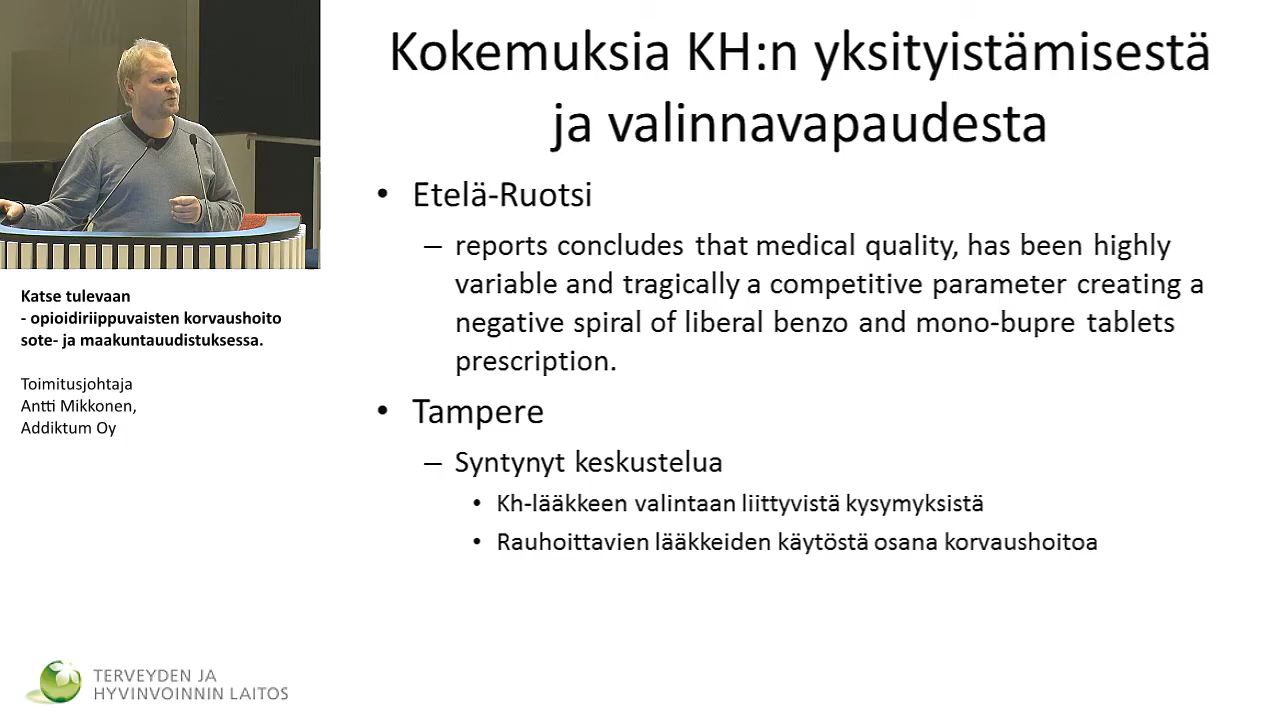 Kokemuksia KH:n yksityistämisestä
ja valinnavapaudesta
• Etelä-Ruotsi
– reports concludes that medical quality, has been highly
variable and tragically a competitive parameter creating a
negative spiral of liberal benzo and mono-bupre tablets
prescription.
• Tampere
– Syntynyt keskustelua
• Kh-lääkkeen valintaan liittyvistä kysymyksistä
• Rauhoittavien lääkkeiden käytöstä osana korvaushoitoa
Katse tulevaan
- opioidiriippuvaisten korvaushoito
sote- ja maakuntauudistuksessa.
Toimitusjohtaja
Antti Mikkonen,
Addiktum Oy
TERVEYDEN JA
HYVINVOINNIN LAITOS